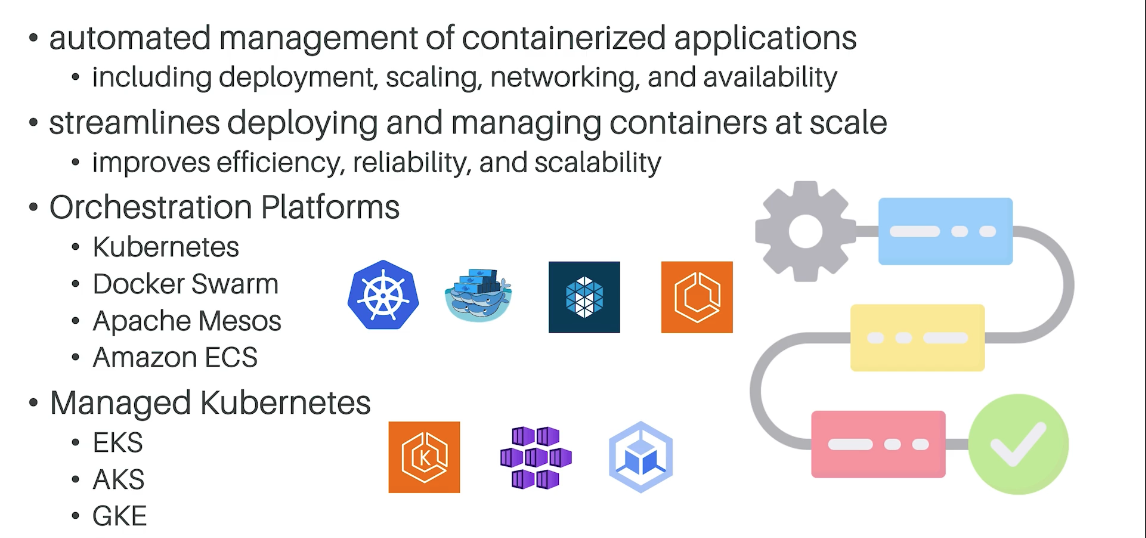 • automated management of containerized applications
• including deployment, scaling, networking, and availability
• streamlines deploying and managing containers at scale
• improves efficiency, reliability, and scalability
• Orchestration Platforms
• Kubernetes
• Docker Swarm
• Apache Mesos
• Amazon ECS
• Managed Kubernetes
• EKS
• AKS
• GKE
K